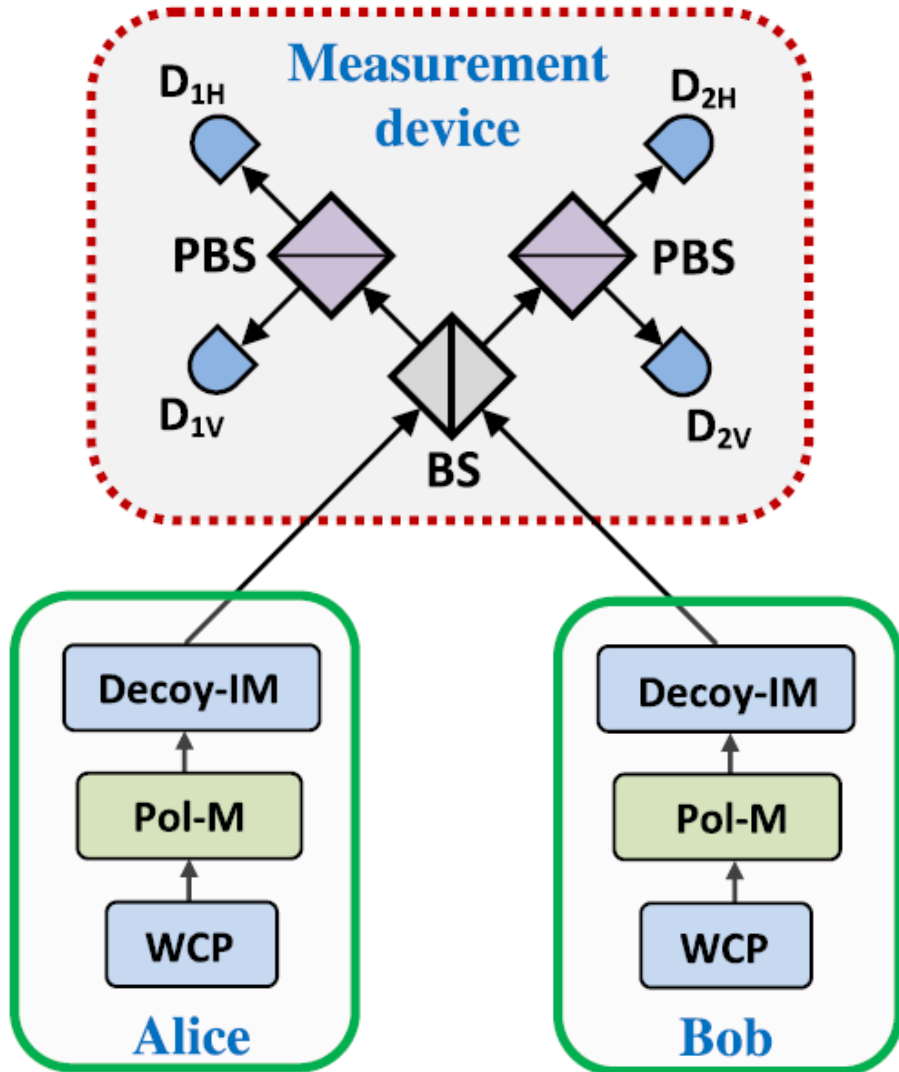 Measurement
device
D1H
D2H
PBS
PBS
D1V
D2V
BS
Decoy-IM
Decoy-IM
Pol-M
Pol-M
WCP
WCP
Alice
Bob